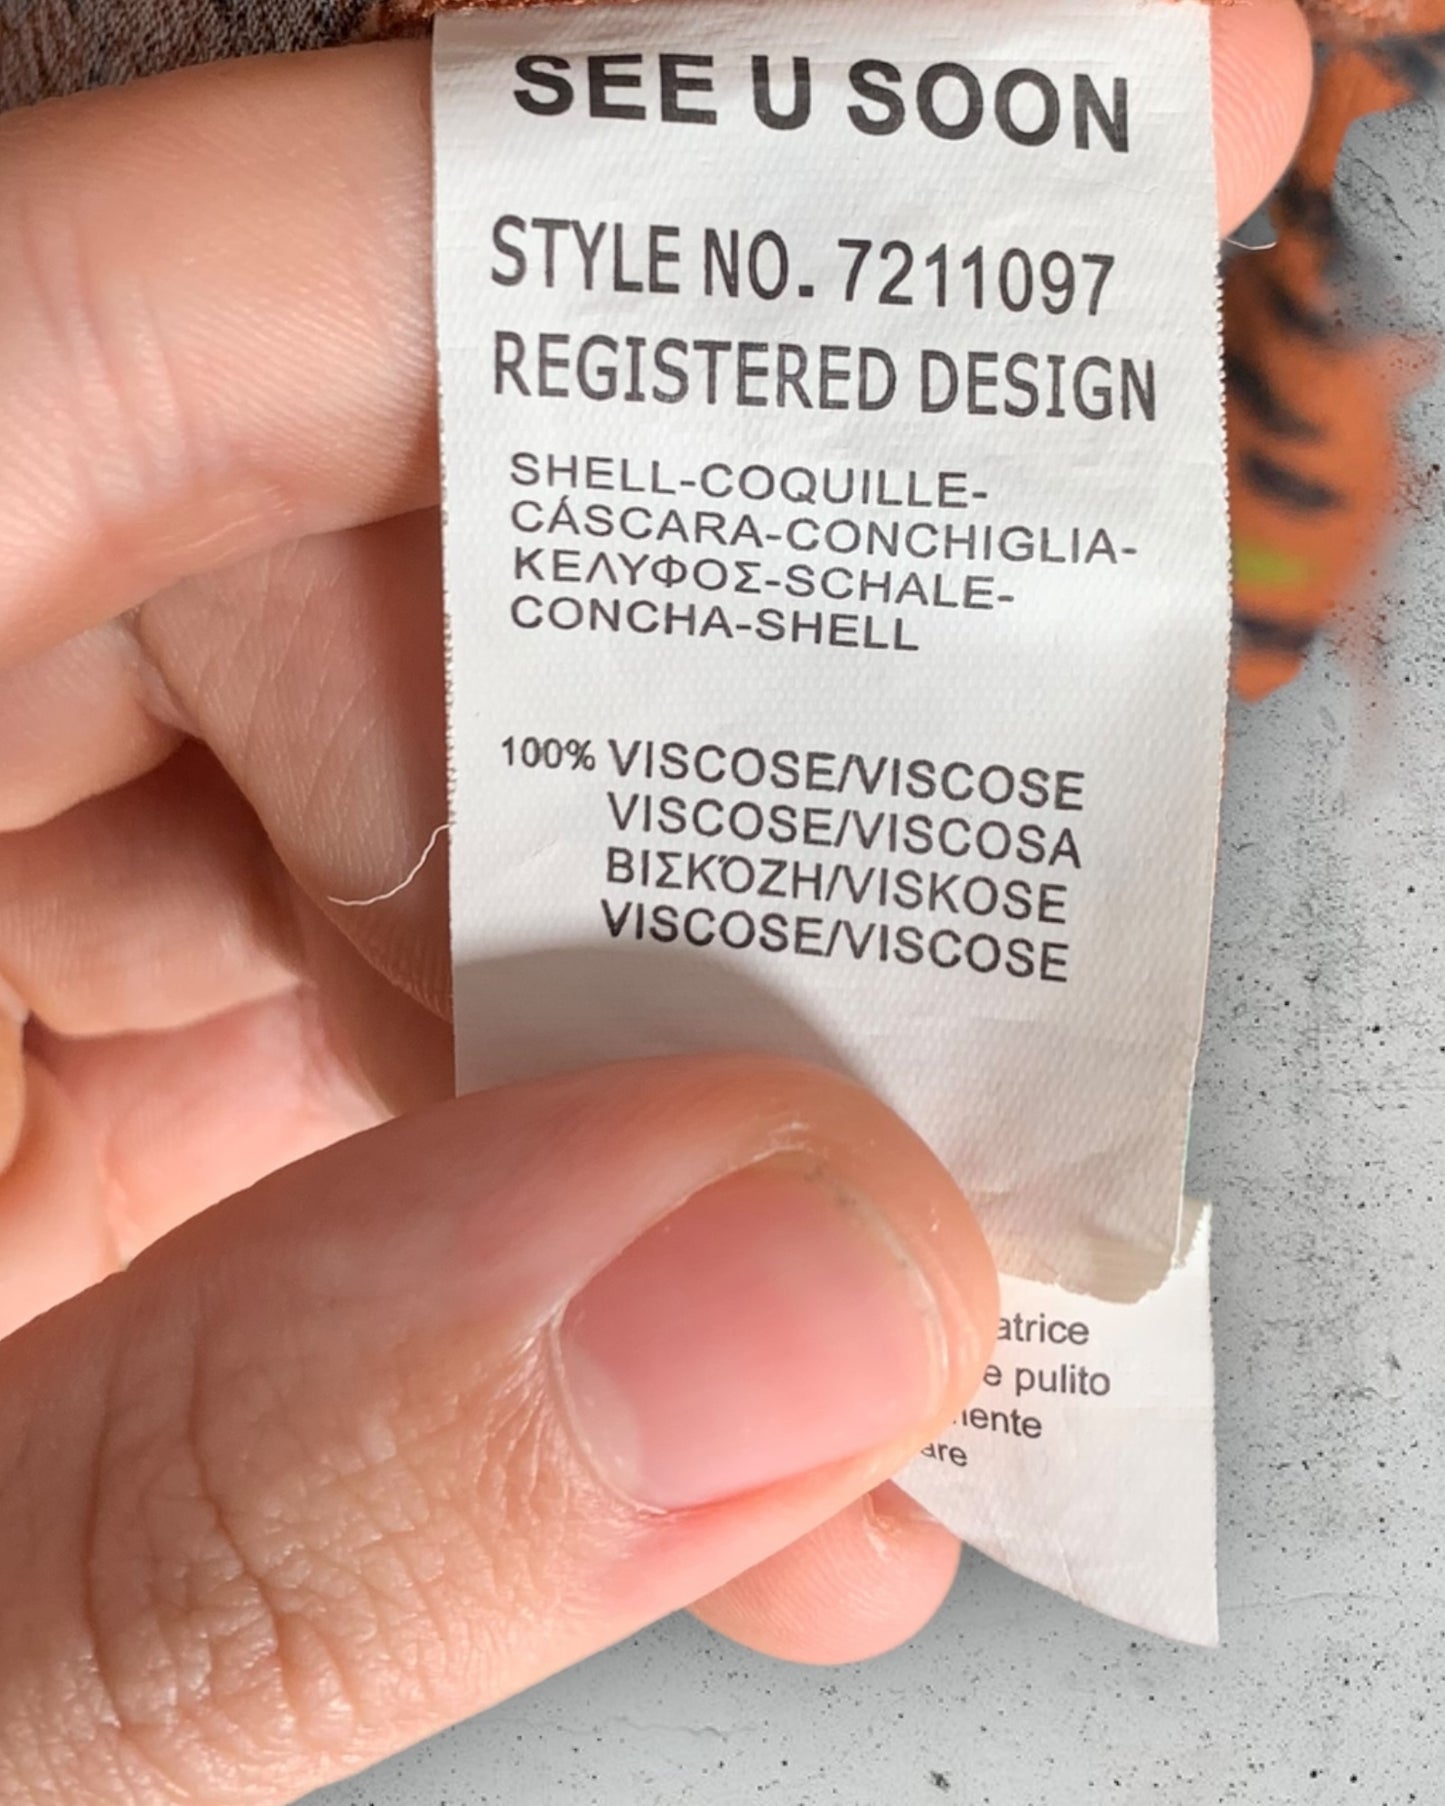 SEE U SOON
STYLE NO. 7211097
REGISTERED DESIGN
SHELL-COQUILLE-
CÁSCARA-CONCHIGLIA-
ΚΕΛΥΦΟΣ-SCHALE-
CONCHA-SHELL
100% VISCOSE/VISCOSE
VISCOSE/VISCOSA
ΒΙΣΚΌΖΗ/VISKOSE
VISCOSE/VISCOSE
e pulito